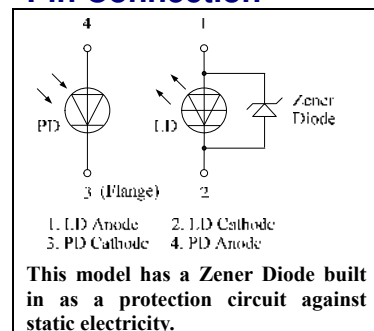 Pin Connection
4 1
PD LD Zener
Diode
3 (Flange) 2
1. LD Anode 2. LD Cathode
3. PD Cathode 4. PD Anode
This model has a Zener Diode built
in as a protection circuit against
static electricity.